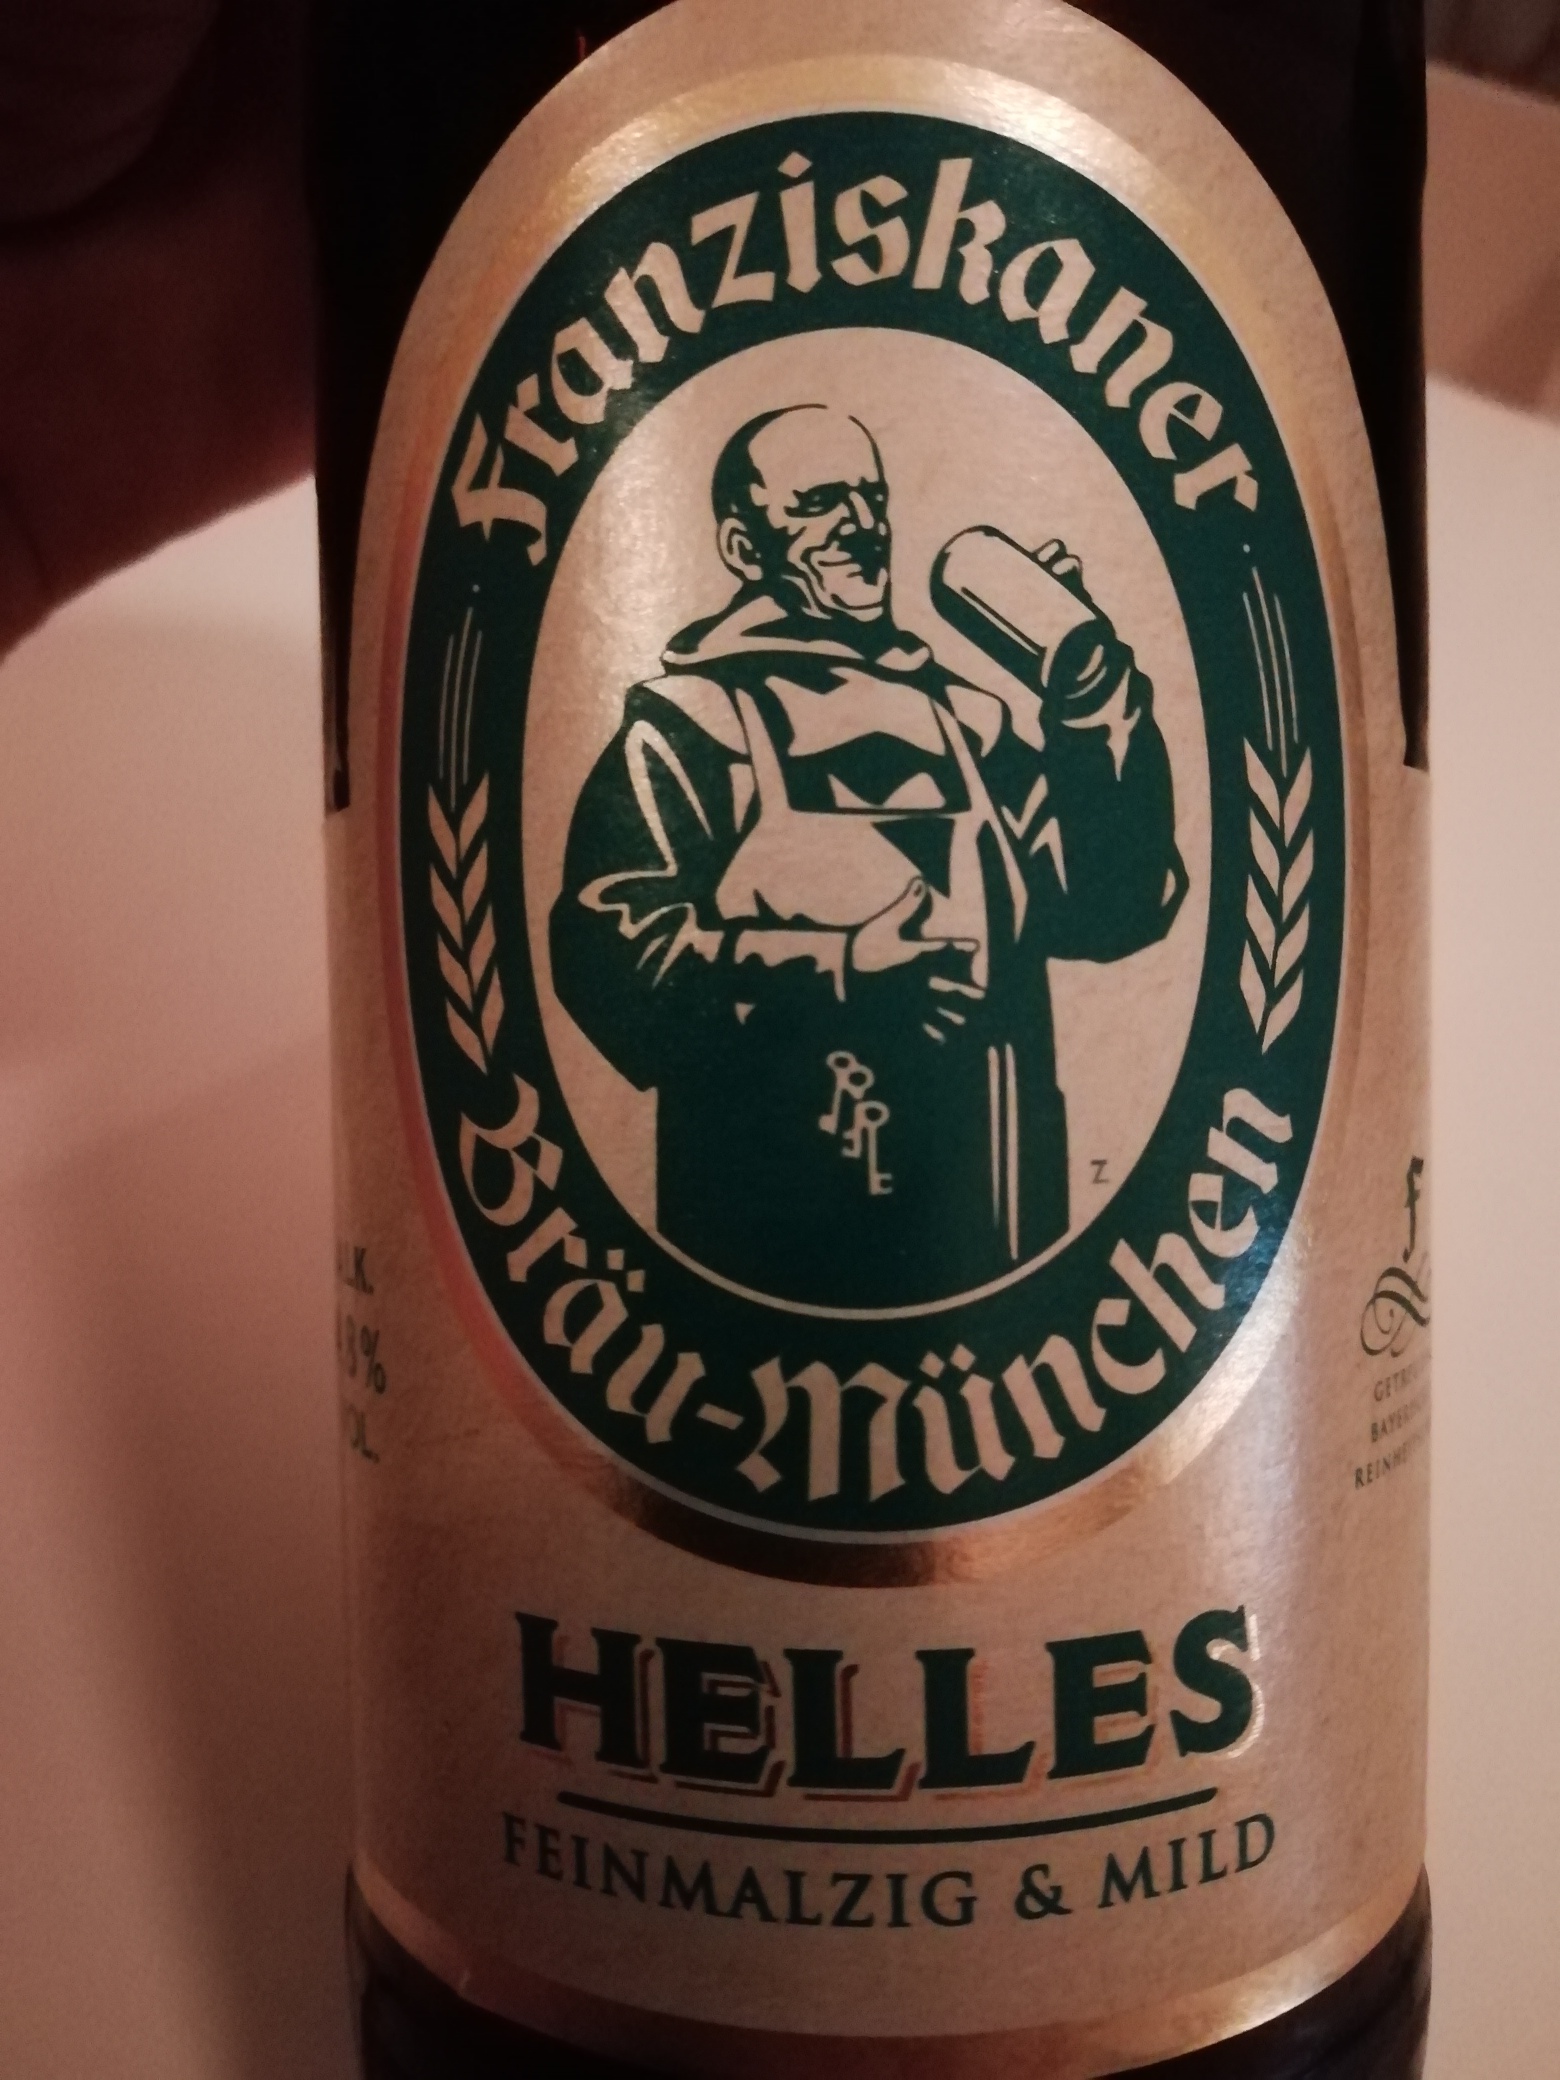 Franziskaner
Bräu-München
Z
HELLES
FEINMALZIG & MILD